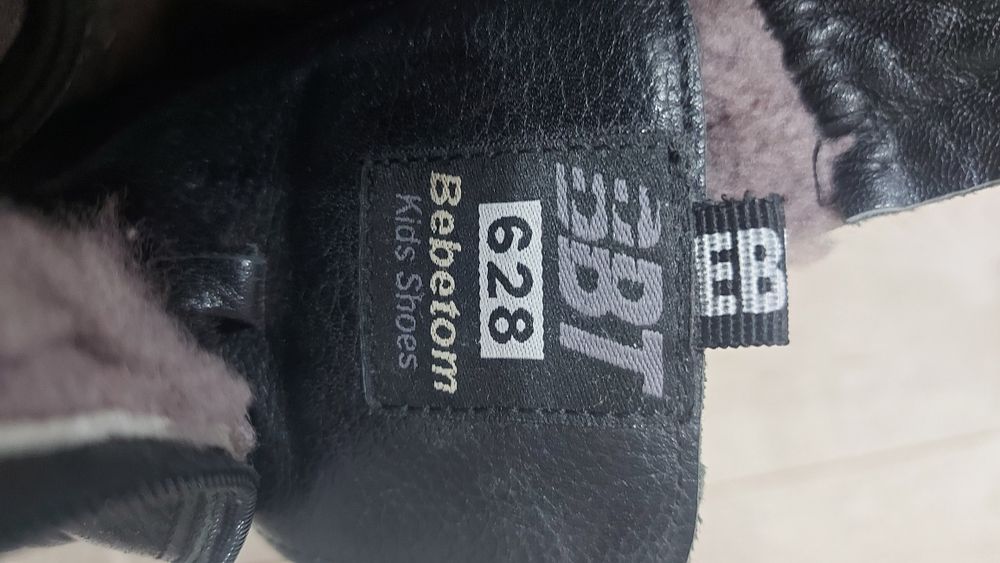 BBT
628
Bebetom
Kids Shoes
EB